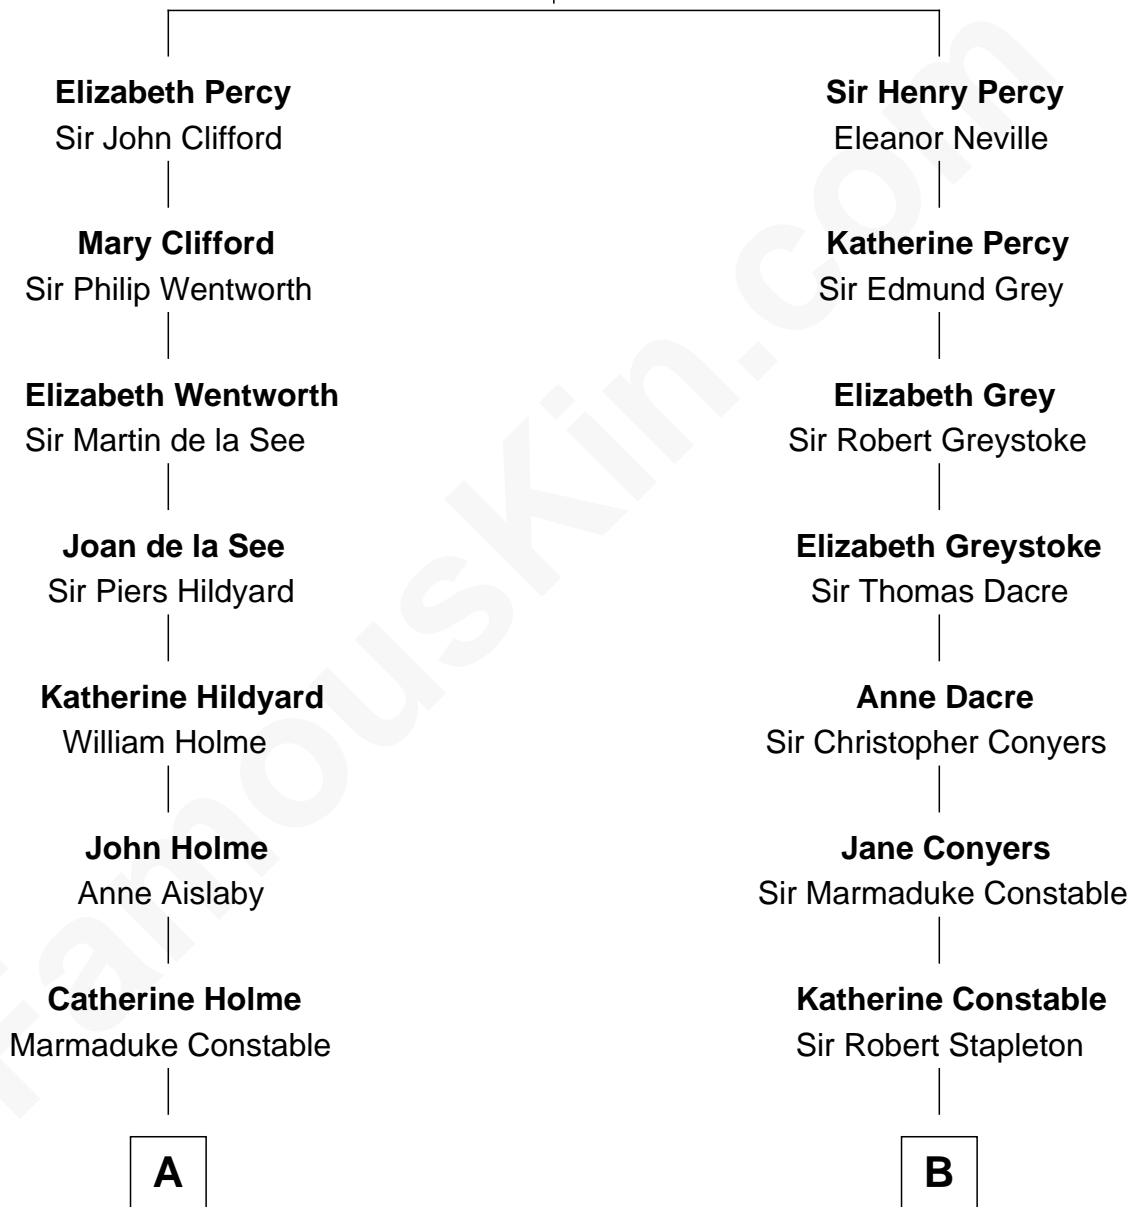 Elizabeth Percy
Sir John Clifford
Sir Henry Percy
Eleanor Neville
Mary Clifford
Sir Philip Wentworth
Katherine Percy
Sir Edmund Grey
Elizabeth Wentworth
Sir Martin de la See
Elizabeth Grey
Sir Robert Greystoke
Joan de la See
Sir Piers Hildyard
Elizabeth Greystoke
Sir Thomas Dacre
Katherine Hildyard
William Holme
Anne Dacre
Sir Christopher Conyers
John Holme
Anne Aislaby
Jane Conyers
Sir Marmaduke Constable
Catherine Holme
Marmaduke Constable
Katherine Constable
Sir Robert Stapleton
A
B
FamousKin.com